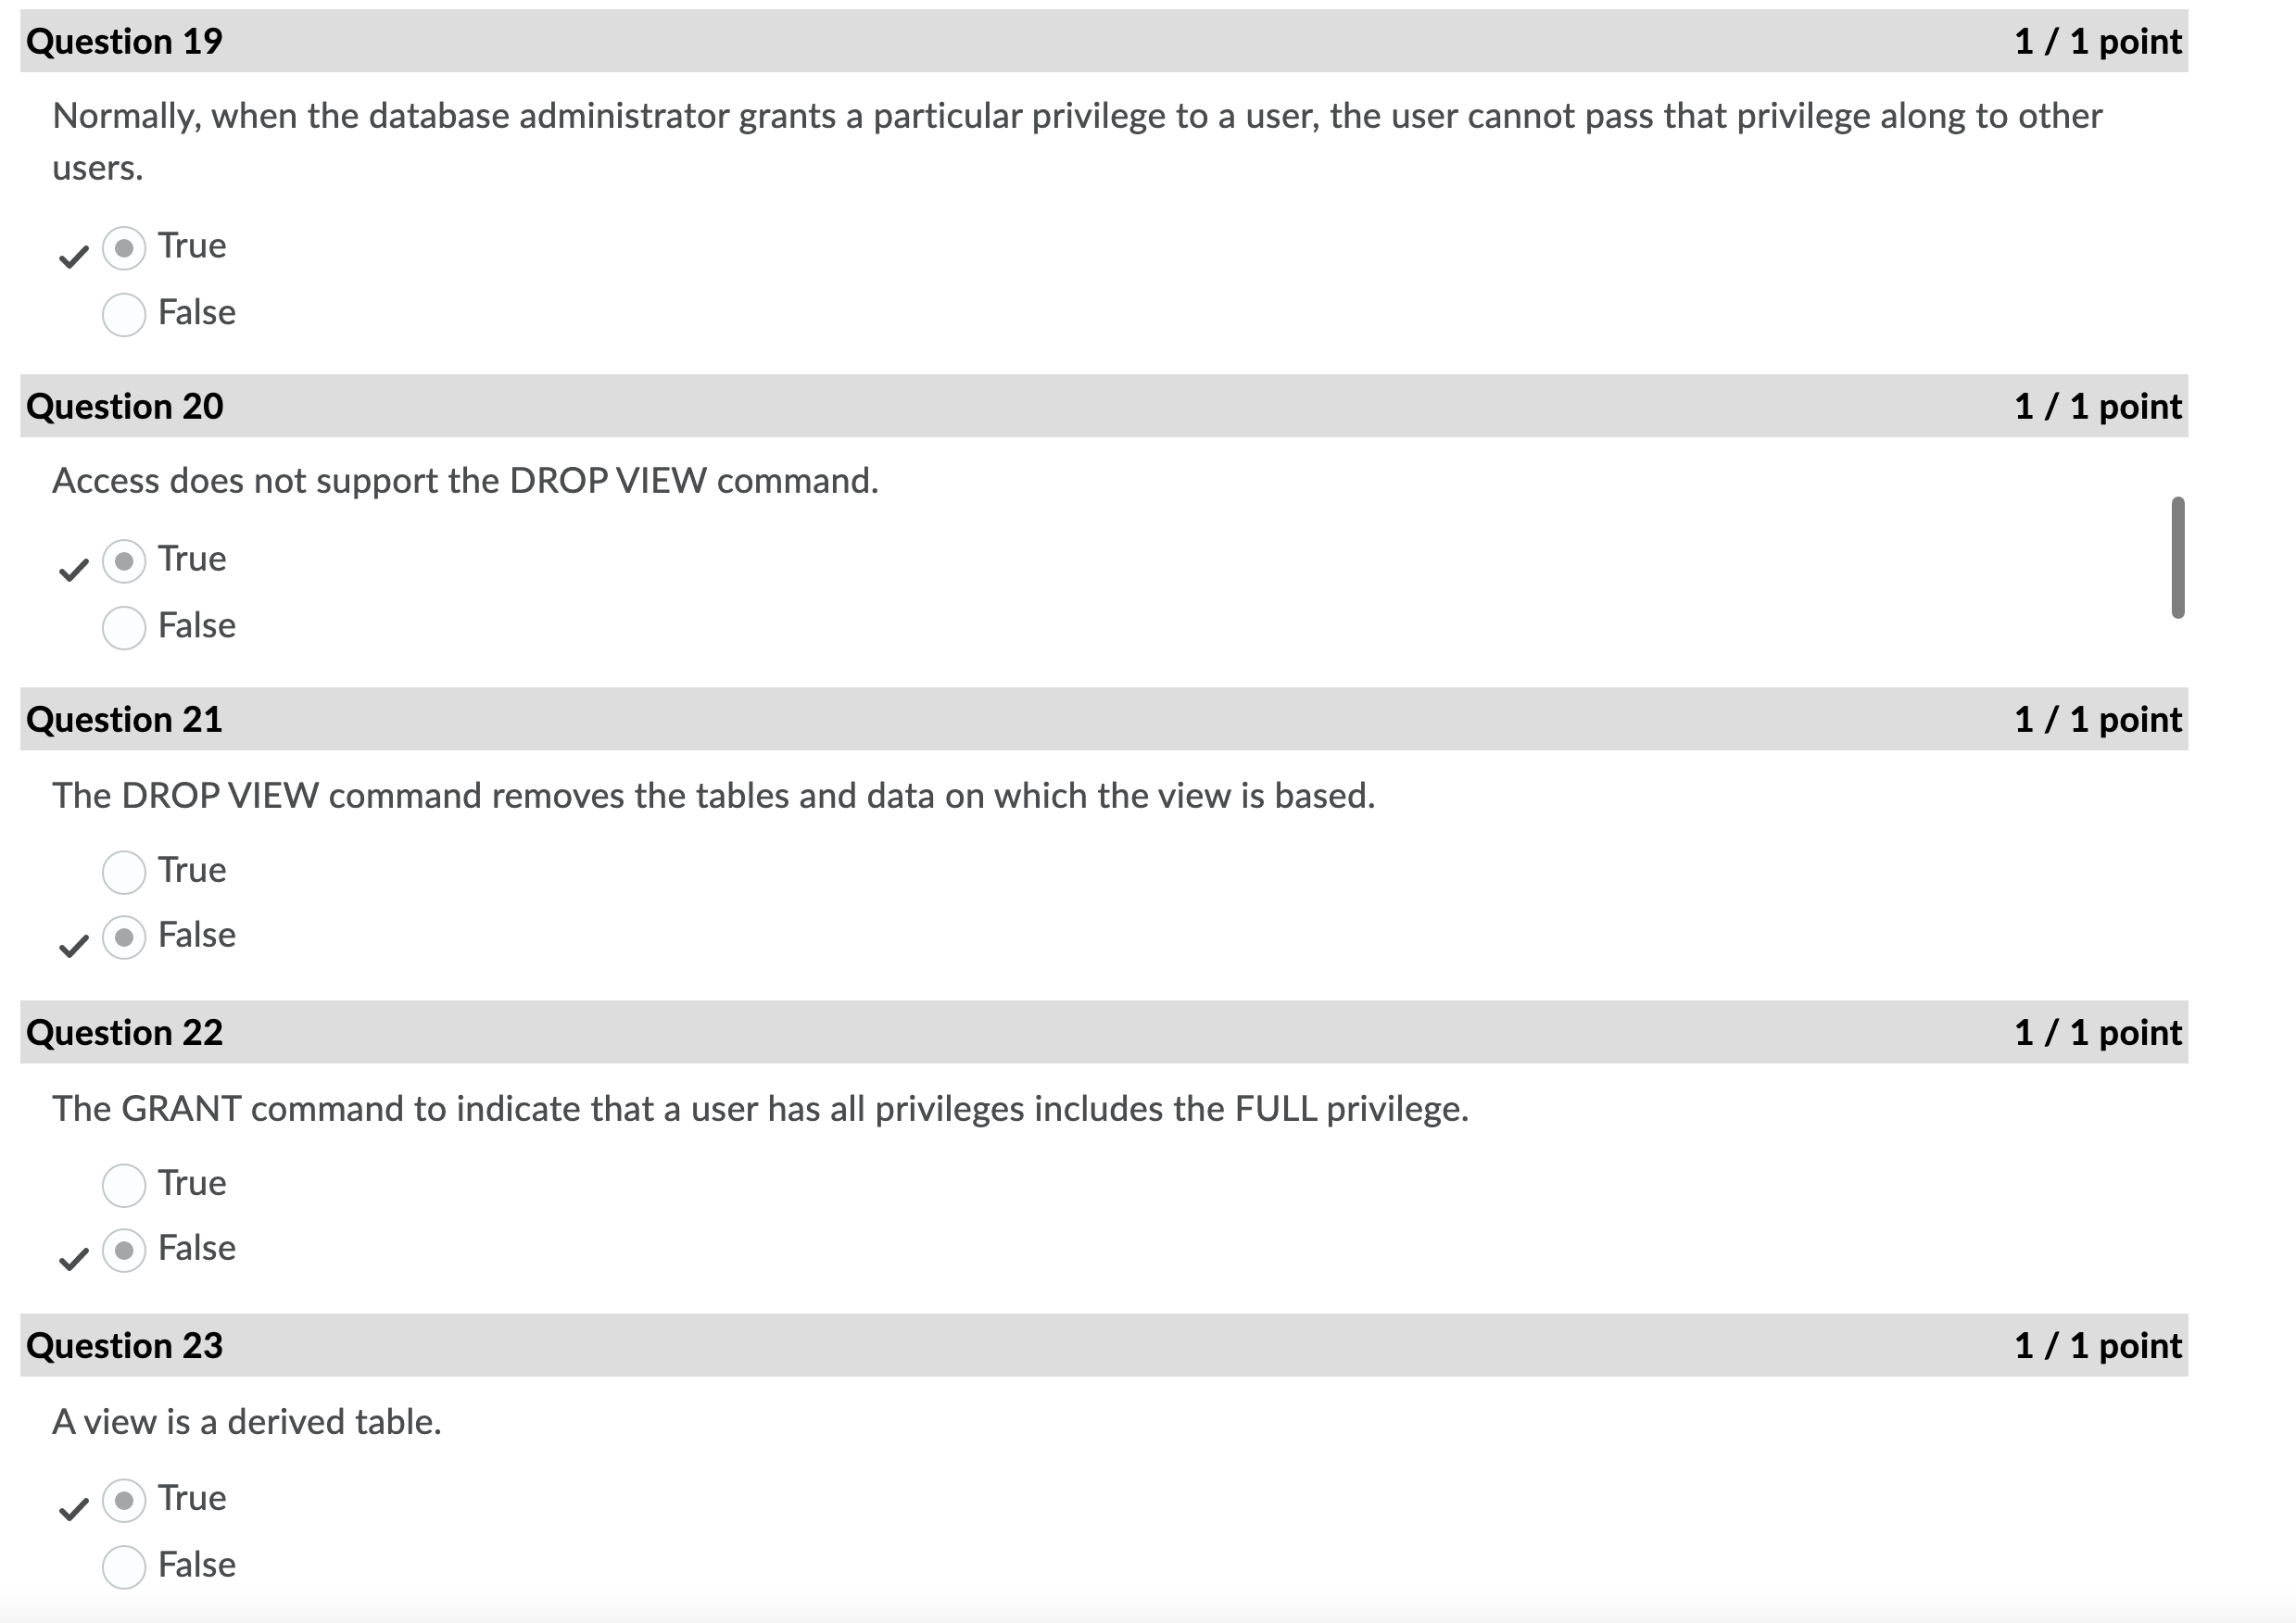 Question 19 1 / 1 point
Normally, when the database administrator grants a particular privilege to a user, the user cannot pass that privilege along to other
users.
True
False
Question 20 1 / 1 point
Access does not support the DROP VIEW command.
True
False
Question 21 1 / 1 point
The DROP VIEW command removes the tables and data on which the view is based.
True
False
Question 22 1 / 1 point
The GRANT command to indicate that a user has all privileges includes the FULL privilege.
True
False
Question 23 1 / 1 point
A view is a derived table.
True
False